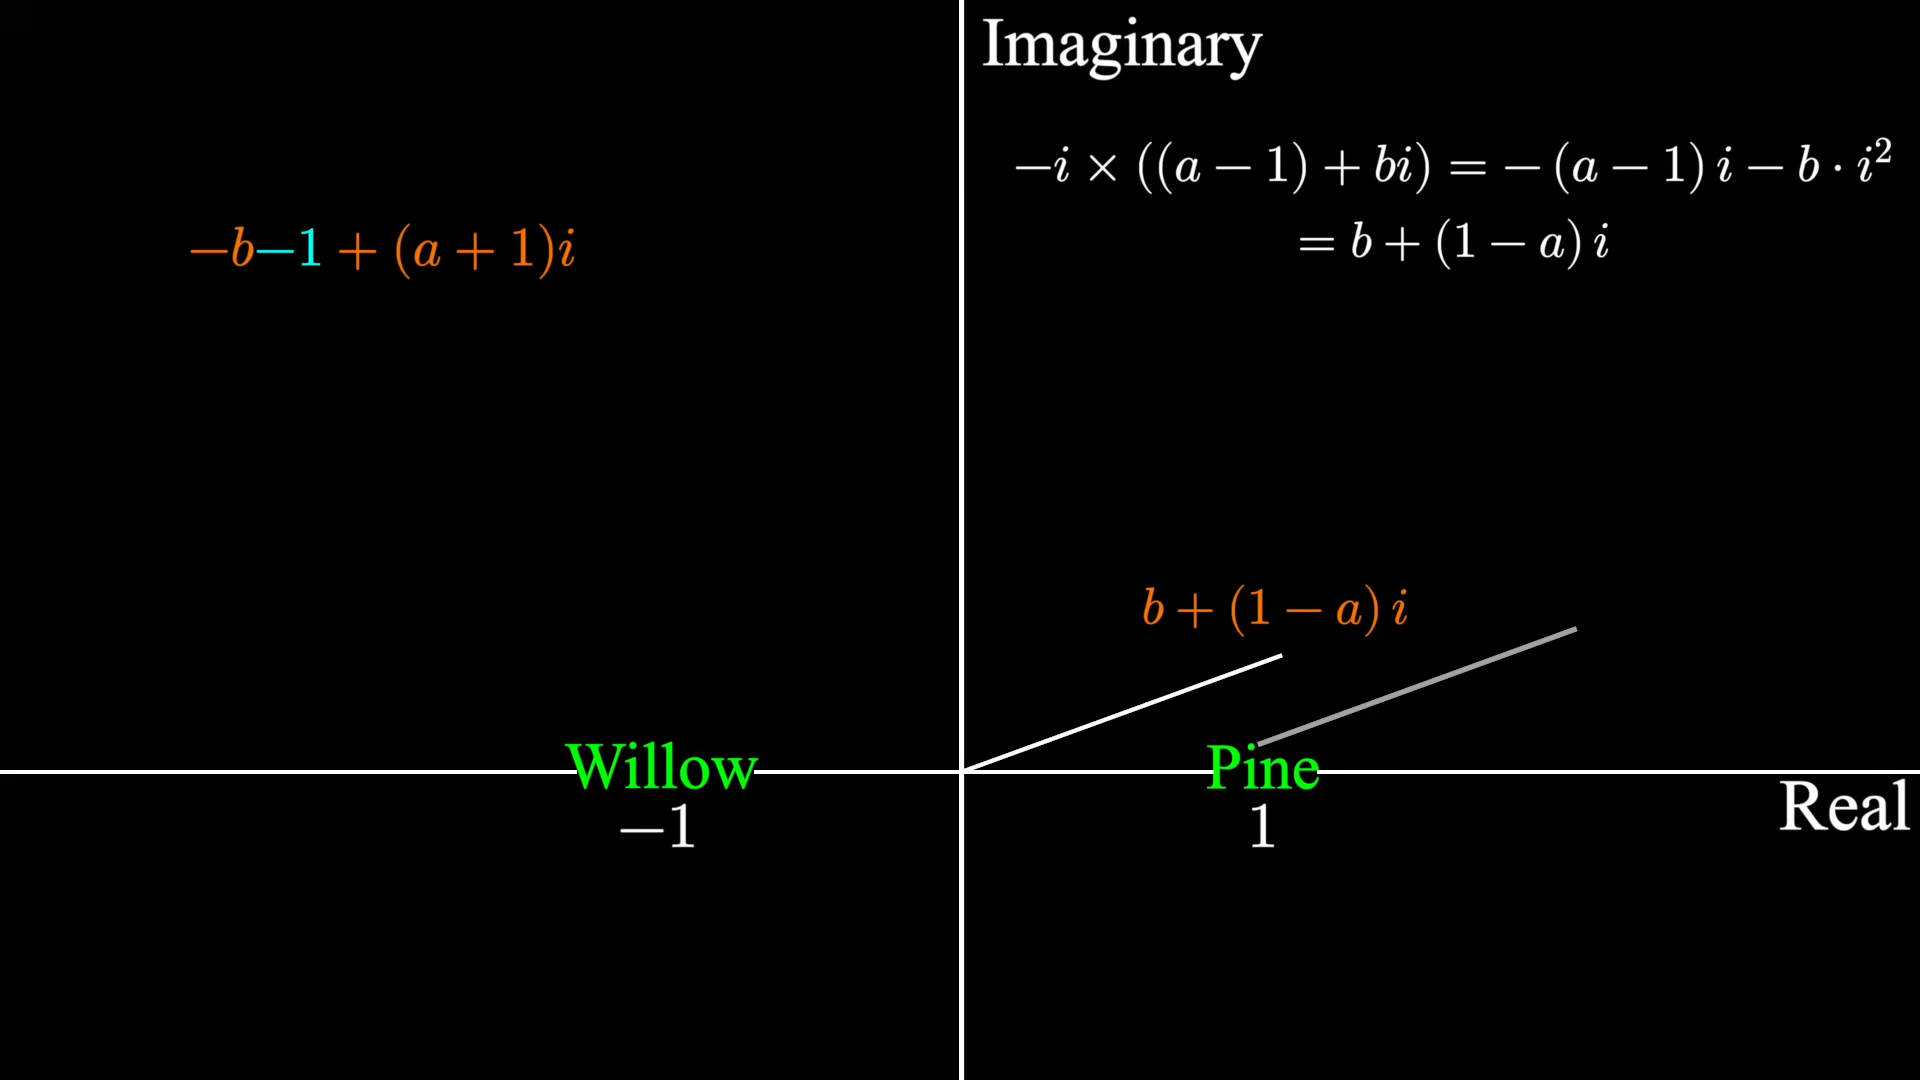 Imaginary
−i × ((a − 1) + bi) = − (a − 1) i − b · i²
= b + (1 − a) i
−b−1 + (a + 1)i
b + (1 − a) i
Willow
Pine
−1
1
Real